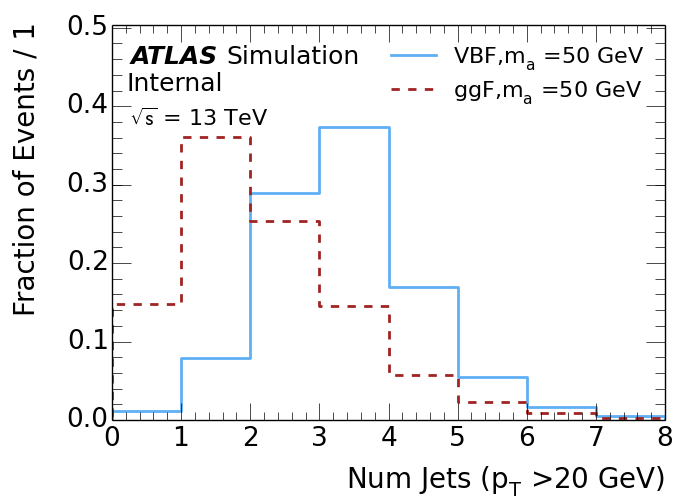 0.5
ATLAS Simulation
Internal
√s = 13 TeV
VBF,mₐ =50 GeV
ggF,mₐ =50 GeV
Fraction of Events / 1
0.4
0.3
0.2
0.1
0.0
0 1 2 3 4 5 6 7 8
Num Jets (p_T >20 GeV)